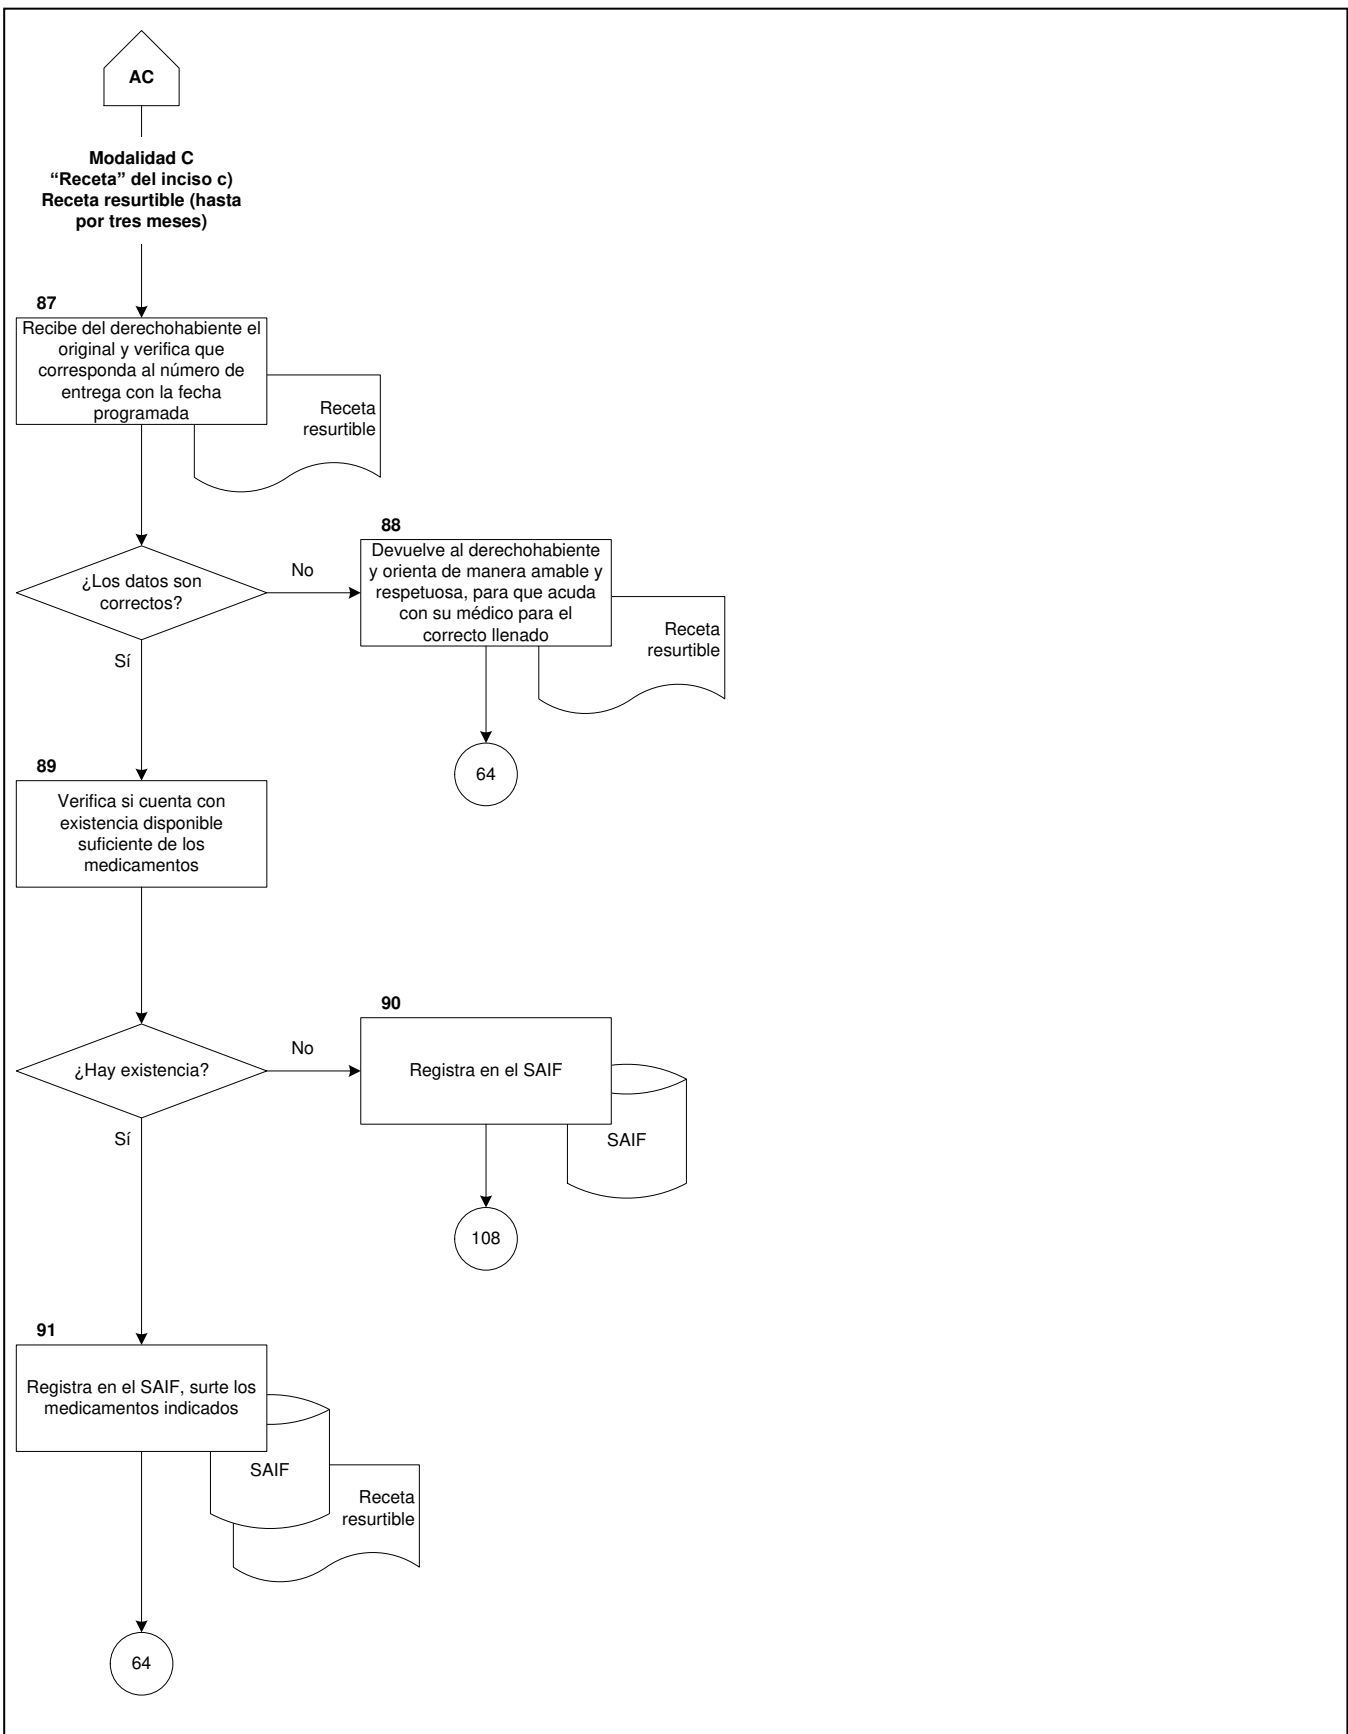 AC
Modalidad C
“Receta” del inciso c)
Receta resurtible (hasta
por tres meses)
87
Recibe del derechohabiente el
original y verifica que
corresponda al número de
entrega con la fecha
programada
Receta
resurtible
¿Los datos son
correctos?
No
Sí
88
Devuelve al derechohabiente
y orienta de manera amable y
respetuosa, para que acuda
con su médico para el
correcto llenado
Receta
resurtible
64
89
Verifica si cuenta con
existencia disponible
suficiente de los
medicamentos
¿Hay existencia?
No
Sí
90
Registra en el SAIF
SAIF
108
91
Registra en el SAIF, surte los
medicamentos indicados
SAIF
Receta
resurtible
64